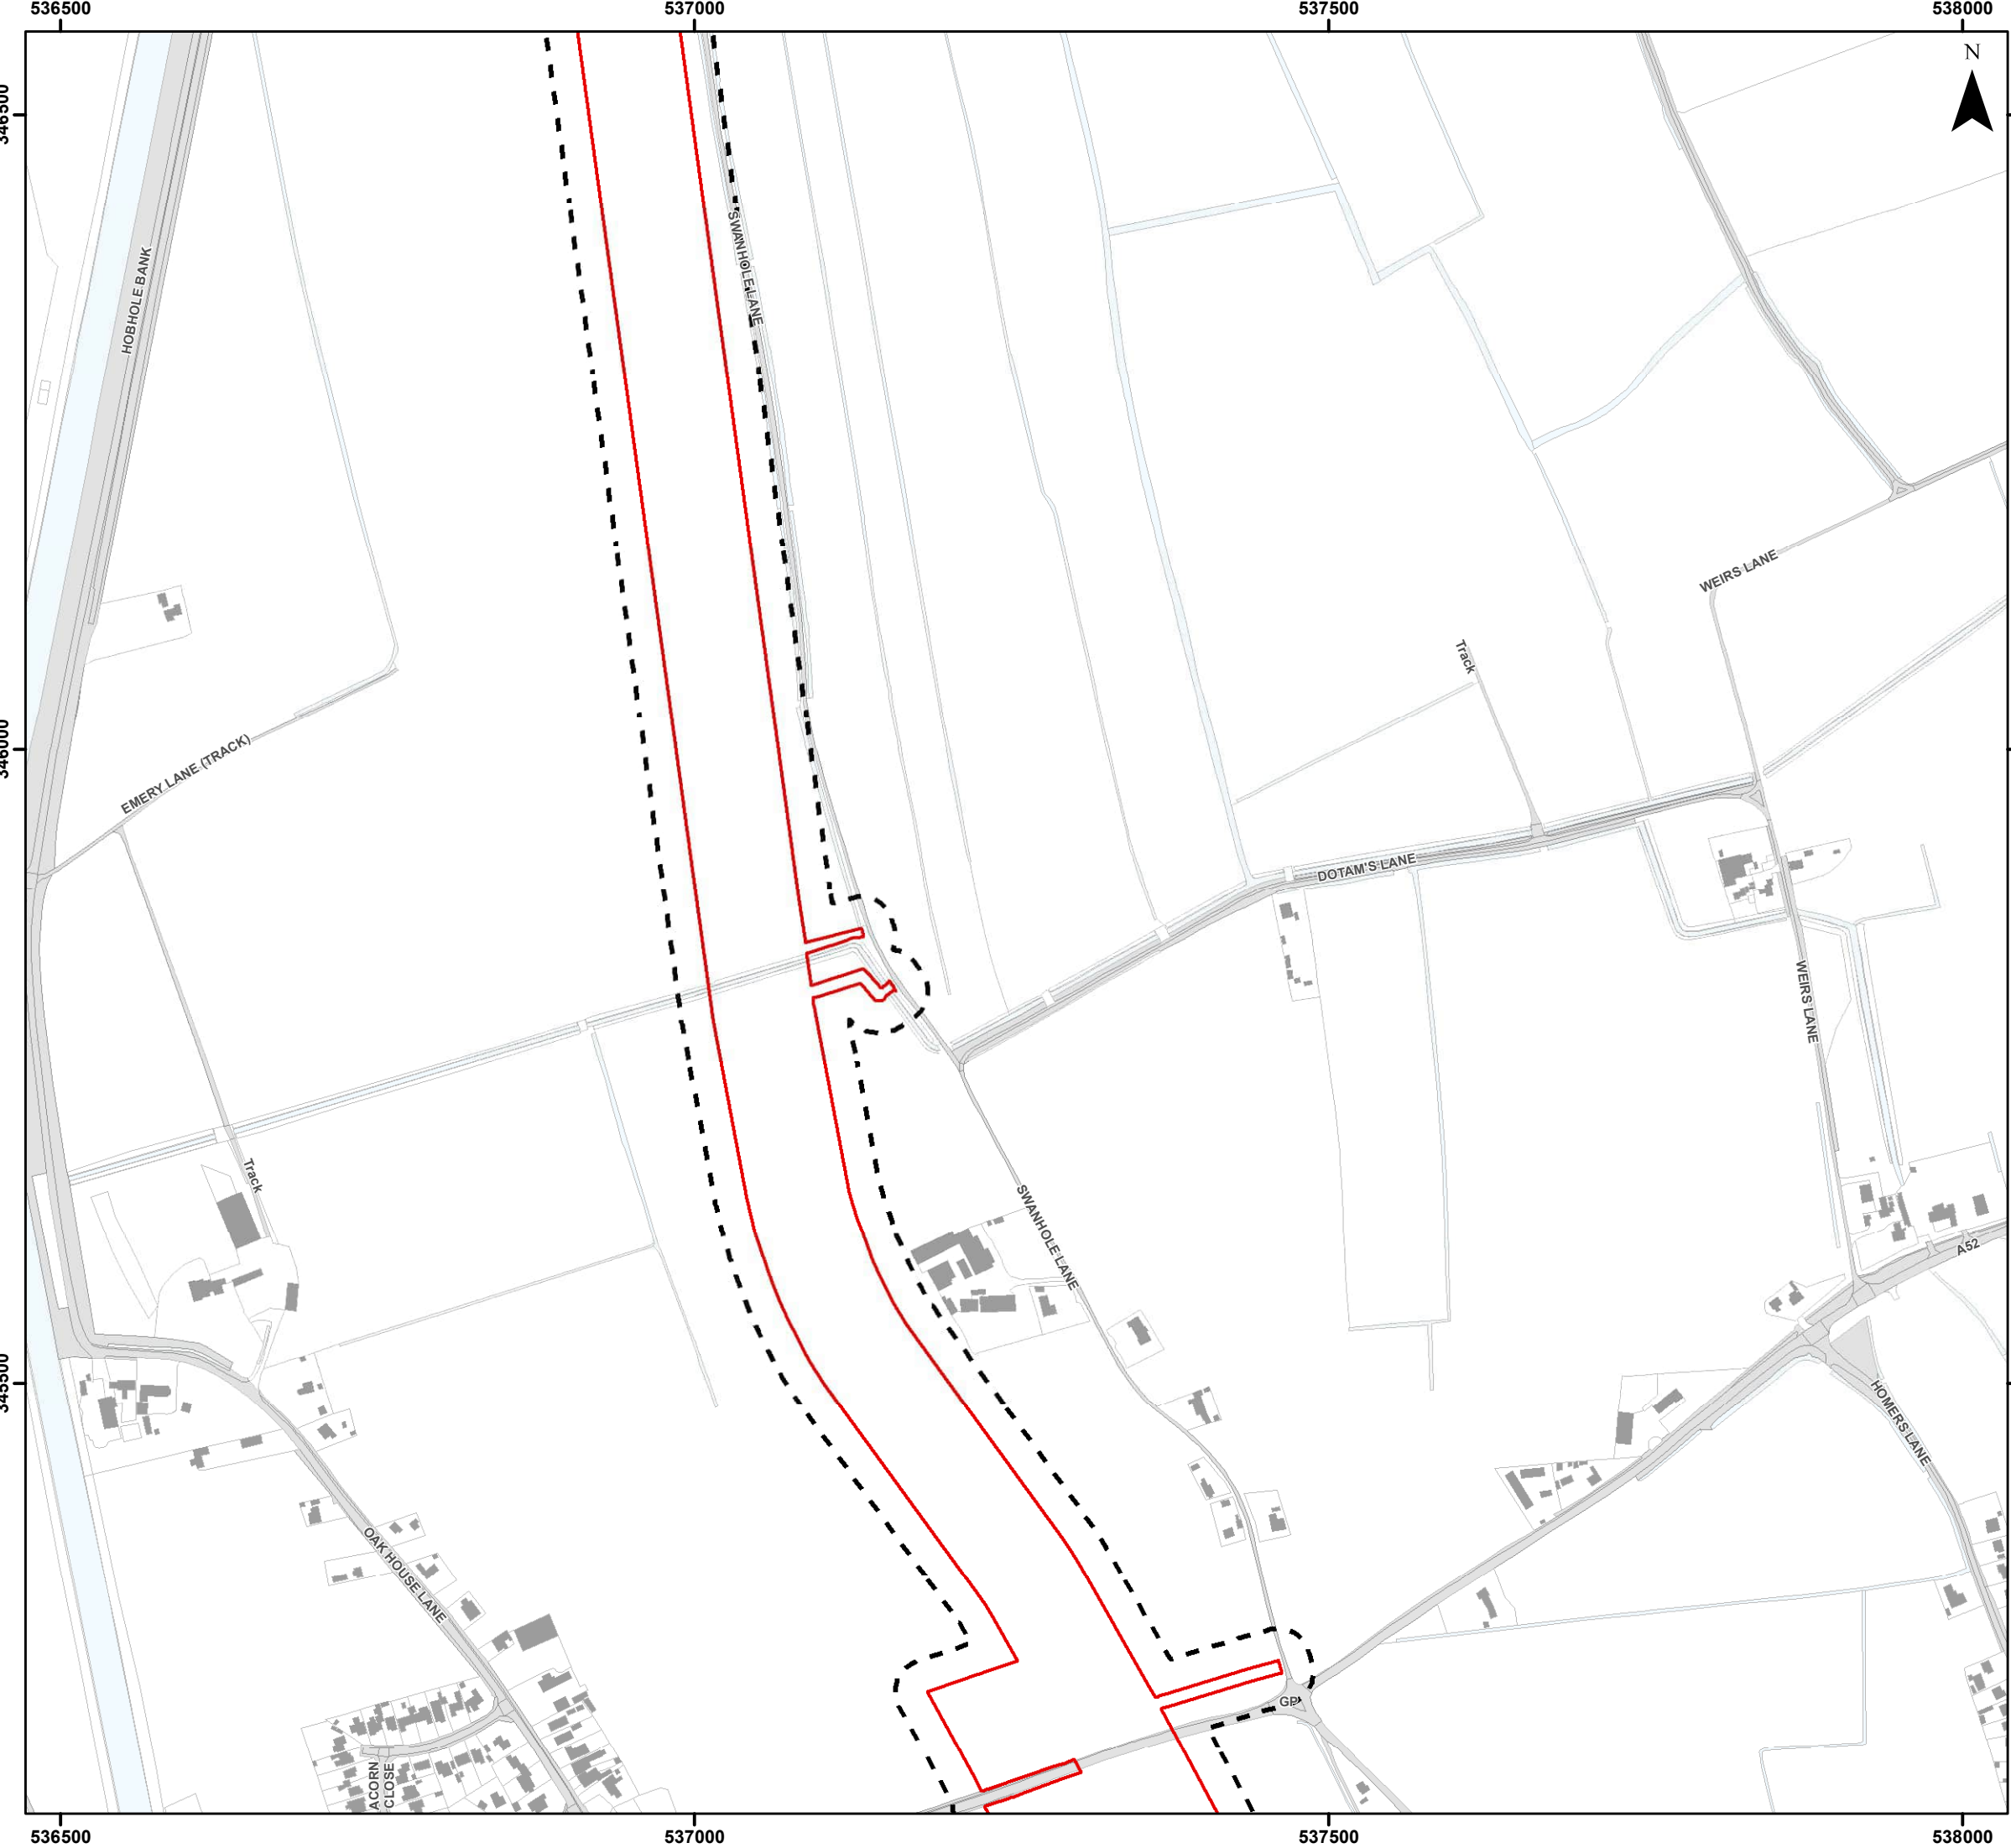 536500
537000
537500
538000
N
346500
HOBHOLE BANK
SWANHOLE LANE
WEIRS LANE
Track
346000
EMERY LANE (TRACK)
DOTAM'S LANE
WEIRS LANE
Track
SWANHOLE LANE
A52
345500
HOMERS LANE
OAK HOUSE LANE
GP
ACORN
CLOSE
536500
537000
537500
538000